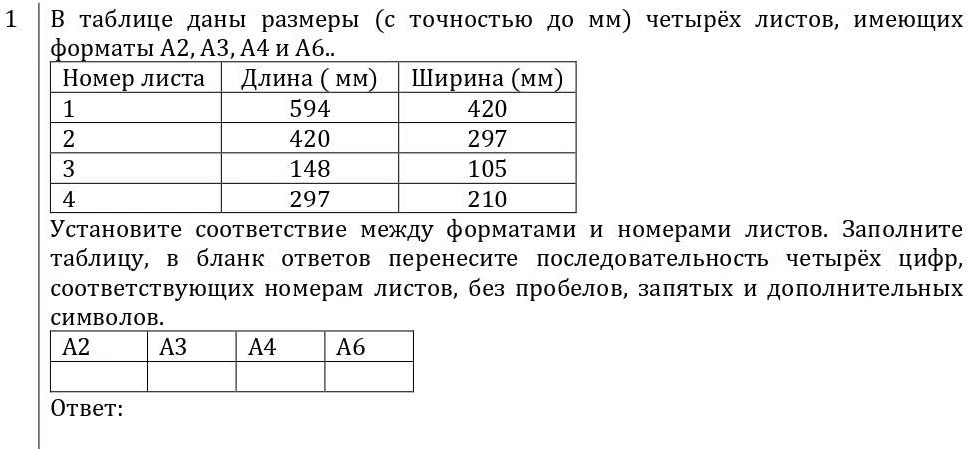 1
В таблице даны размеры (с точностью до мм) четырёх листов, имеющих
форматы А2, А3, А4 и А6..
Номер листа Длина ( мм) Ширина (мм)
1 594 420
2 420 297
3 148 105
4 297 210
Установите соответствие между форматами и номерами листов. Заполните
таблицу, в бланк ответов перенесите последовательность четырёх цифр,
соответствующих номерам листов, без пробелов, запятых и дополнительных
символов.
А2 А3 А4 А6
Ответ: